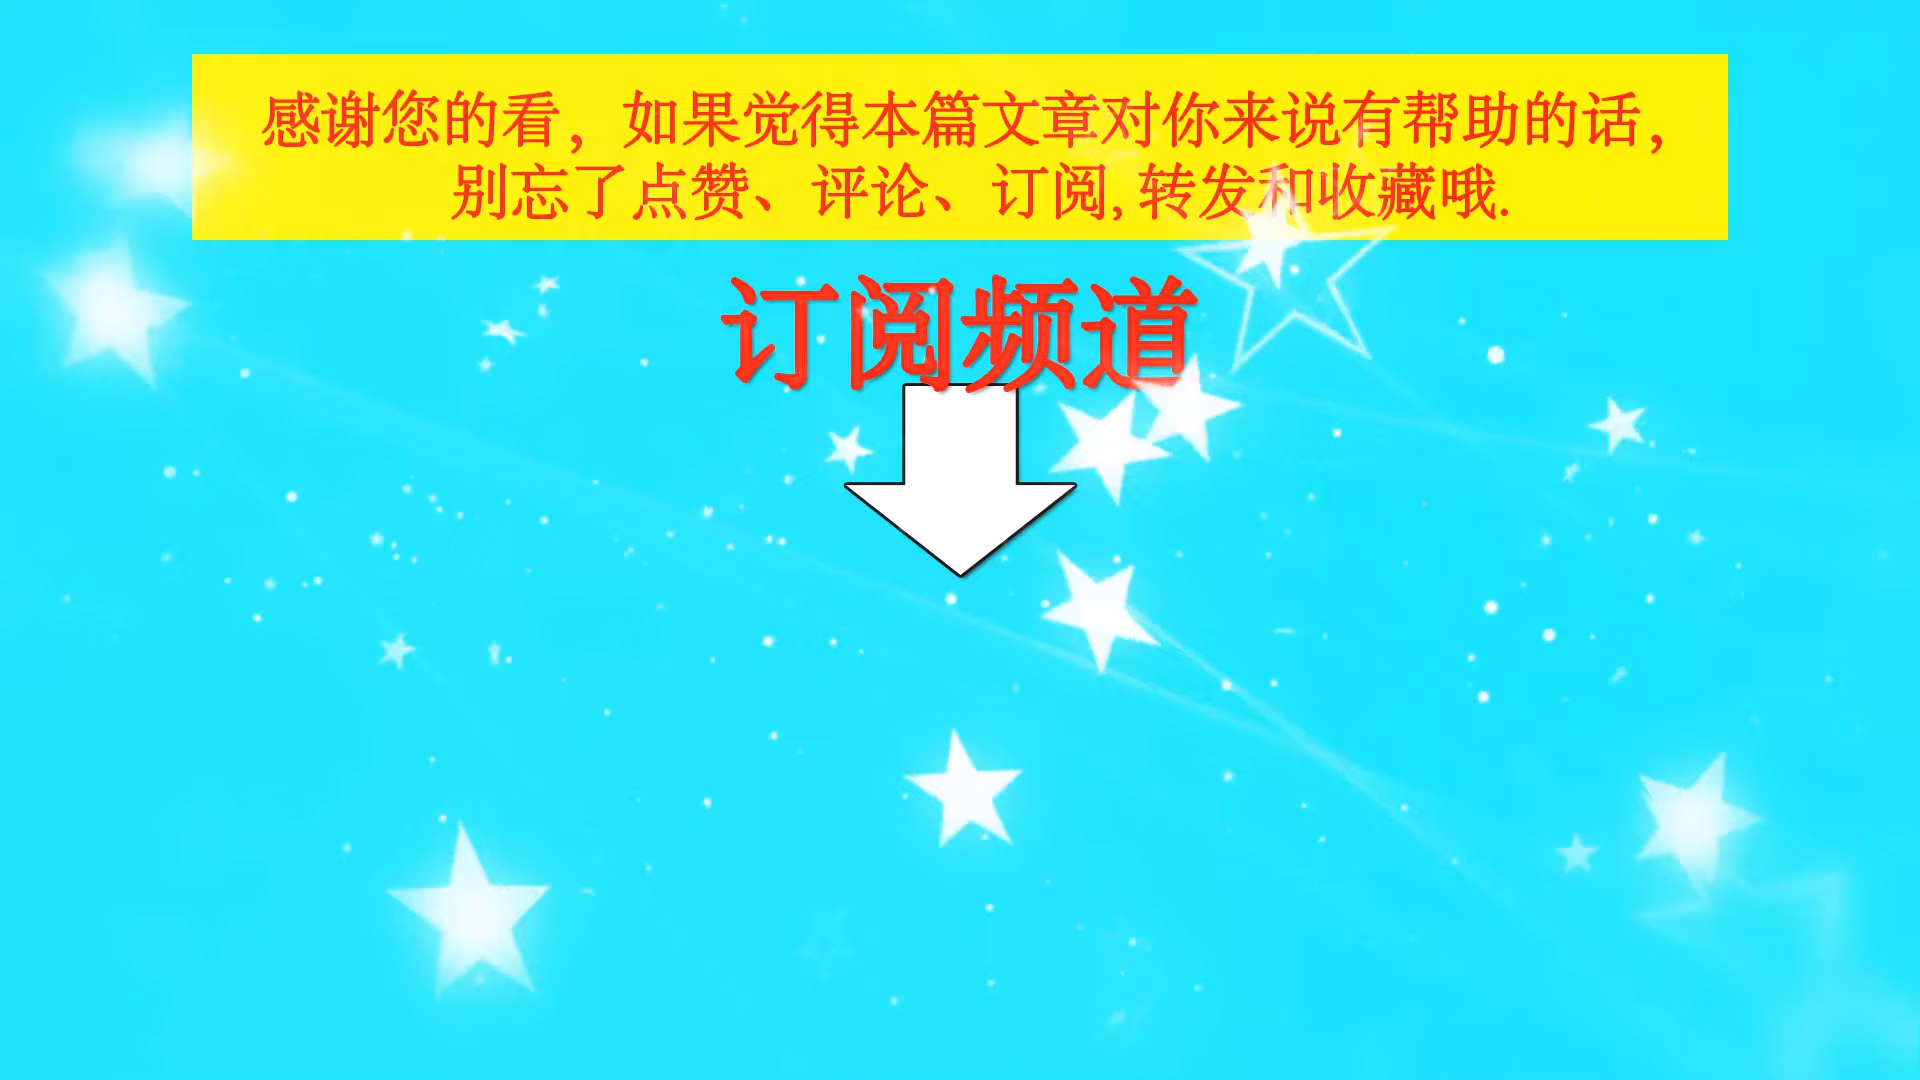 感谢您的看，如果觉得本篇文章对你来说有帮助的话，
别忘了点赞、评论、订阅,转发和收藏哦.
订阅频道